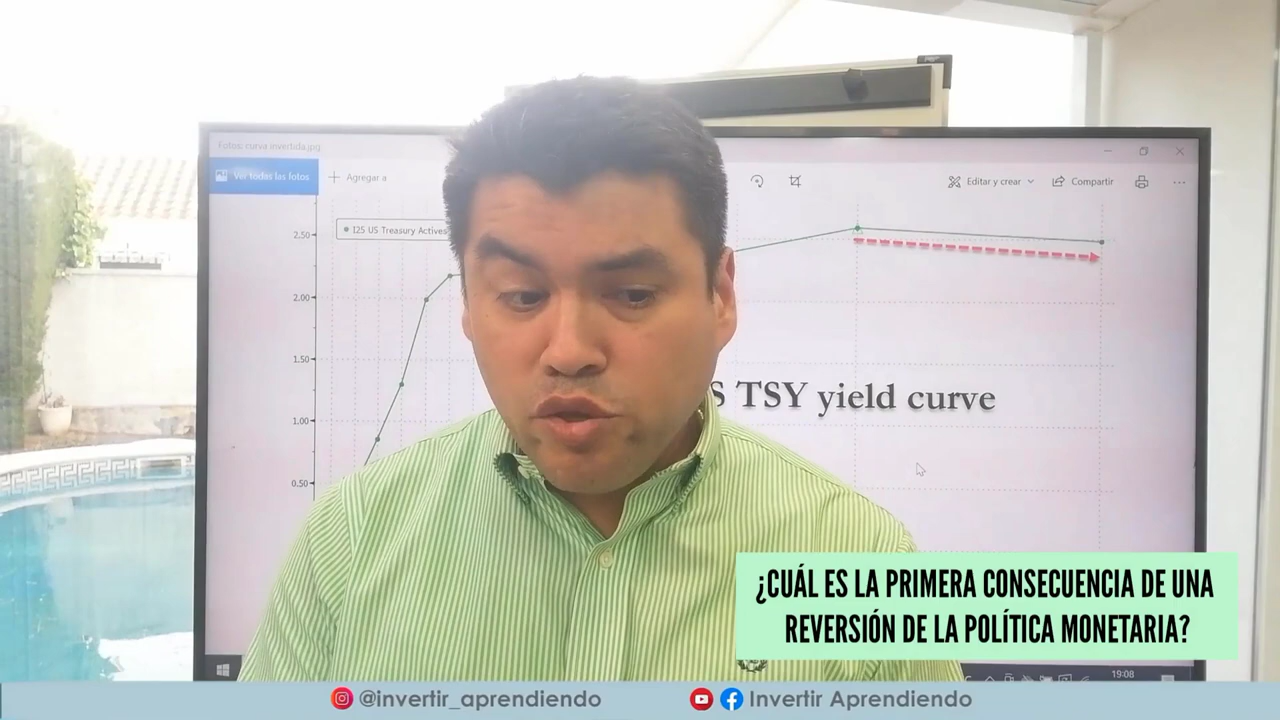 Fotos: curva invertida.jpg
Ver todas las fotos
Agregar a
Editar y crear
Compartir
I25 US Treasury Actives
2.50
2.00
1.50
1.00
0.50
TSY yield curve
¿CUÁL ES LA PRIMERA CONSECUENCIA DE UNA
REVERSIÓN DE LA POLÍTICA MONETARIA?
19:08
@invertir_aprendiendo
Invertir Aprendiendo